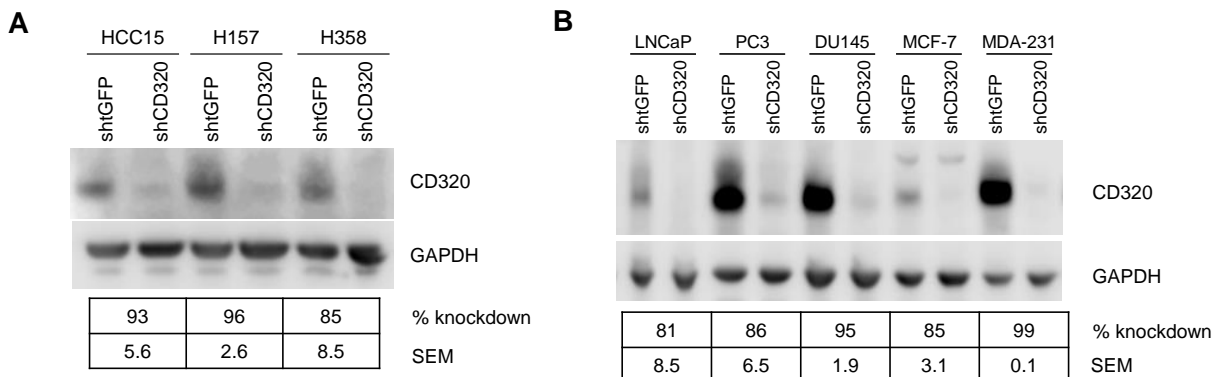 A
HCC15 H157 H358
shtGFP shCD320 shtGFP shCD320 shtGFP shCD320
CD320
GAPDH
93 96 85 % knockdown
5.6 2.6 8.5 SEM
B
LNCaP PC3 DU145 MCF-7 MDA-231
shtGFP shCD320 shtGFP shCD320 shtGFP shCD320 shtGFP shCD320 shtGFP shCD320
CD320
GAPDH
81 86 95 85 99 % knockdown
8.5 6.5 1.9 3.1 0.1 SEM